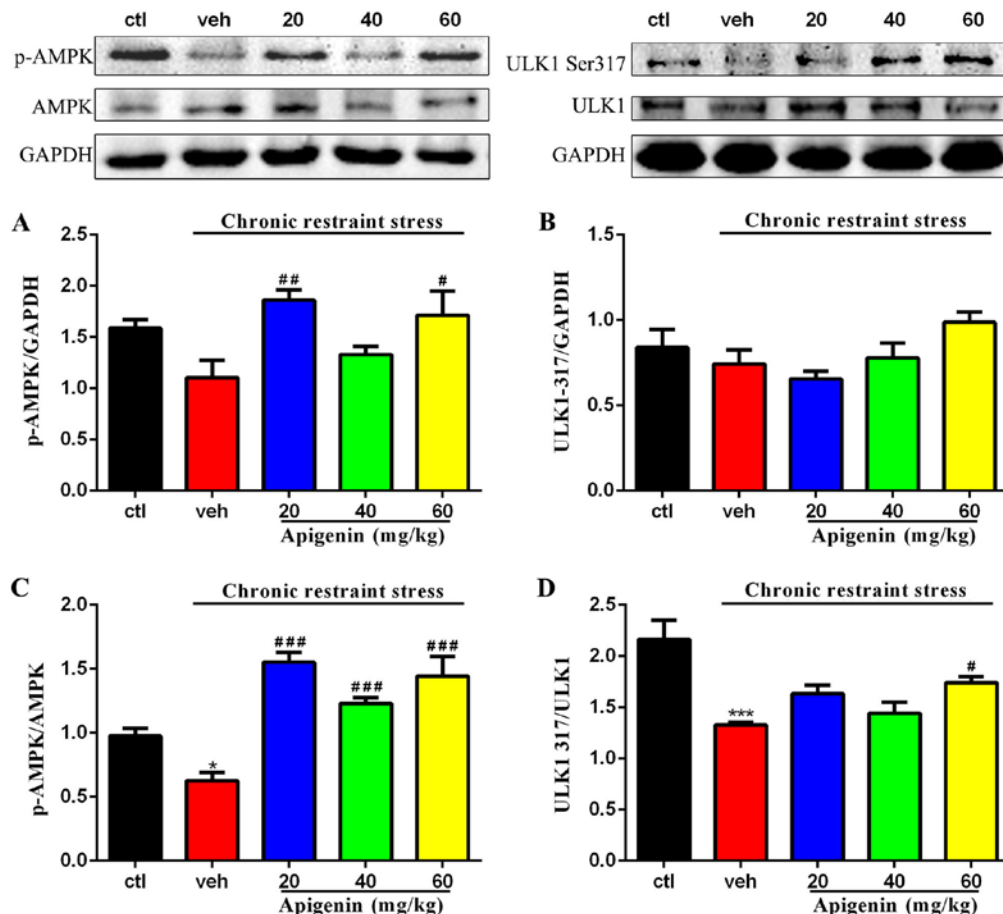 ctl veh 20 40 60
p-AMPK
AMPK
GAPDH
ctl veh 20 40 60
ULK1 Ser317
ULK1
GAPDH
A
Chronic restraint stress
p-AMPK/GAPDH
2.5
2.0
1.5
1.0
0.5
0.0
## #
ctl veh 20 40 60
Apigenin (mg/kg)
B
Chronic restraint stress
ULK1-317/GAPDH
1.5
1.0
0.5
0.0
ctl veh 20 40 60
Apigenin (mg/kg)
C
Chronic restraint stress
p-AMPK/AMPK
2.0
1.5
1.0
0.5
0.0
* ### ### ###
ctl veh 20 40 60
Apigenin (mg/kg)
D
Chronic restraint stress
ULK1 317/ULK1
2.5
2.0
1.5
1.0
0.5
0.0
*** #
ctl veh 20 40 60
Apigenin (mg/kg)